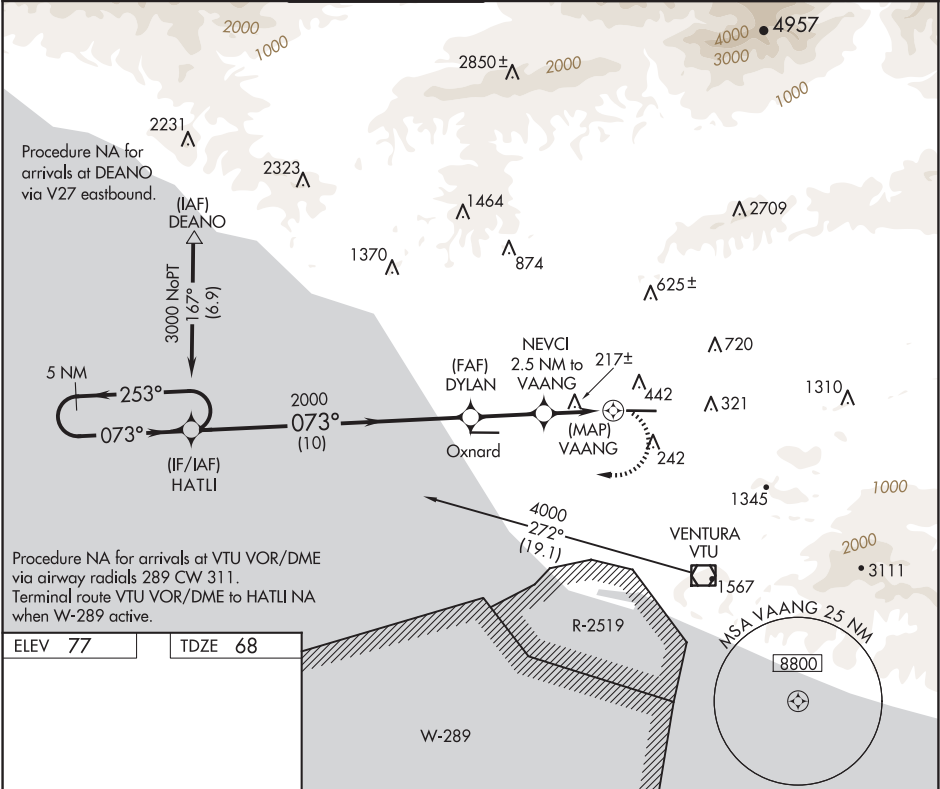 2000
1000
4957
4000
3000
2850±
2000
1000
2231
Procedure NA for
arrivals at DEANO
via V27 eastbound.
2323
(IAF)
DEANO
1464
2709
1370
874
3000 NoPT
167°
(6.9)
625±
NEVCI
2.5 NM to
VAANG
217±
720
(FAF)
DYLAN
5 NM
253°
2000
442
1310
321
073°
073°
(10)
(IF/IAF)
HATLI
Oxnard
(MAP)
VAANG
242
1345
1000
4000
272°
(19.1)
VENTURA
VTU
2000
3111
1567
Procedure NA for arrivals at VTU VOR/DME
via airway radials 289 CW 311.
Terminal route VTU VOR/DME to HATLI NA
when W-289 active.
R-2519
MSA VAANG 25 NM
8800
ELEV 77
TDZE 68
W-289